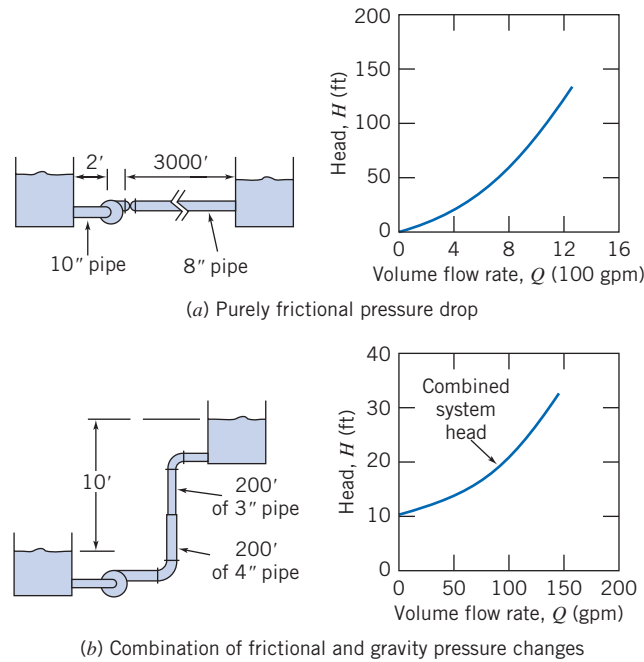 2′
3000′
10″ pipe
8″ pipe
200
150
100
50
0
Head, H (ft)
0 4 8 12 16
Volume flow rate, Q (100 gpm)
(a) Purely frictional pressure drop
10′
200′
of 3″ pipe
200′
of 4″ pipe
40
30
20
10
0
Head, H (ft)
Combined
system
head
0 50 100 150 200
Volume flow rate, Q (gpm)
(b) Combination of frictional and gravity pressure changes